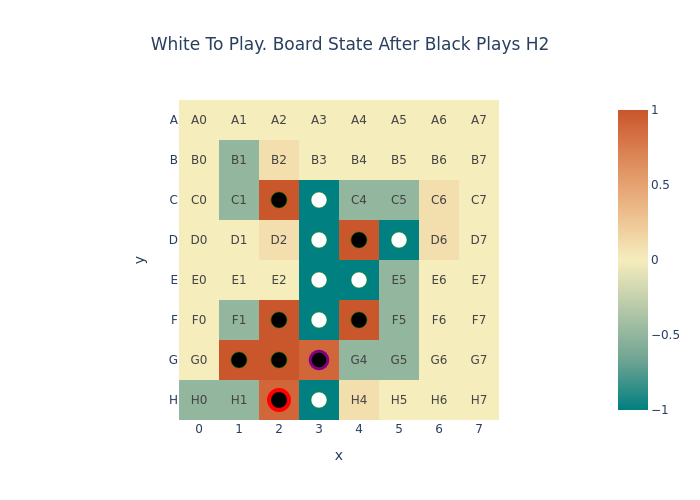 White To Play. Board State After Black Plays H2
A A0 A1 A2 A3 A4 A5 A6 A7 1
B B0 B1 B2 B3 B4 B5 B6 B7
0.5
C C0 C1 C4 C5 C6 C7
D D0 D1 D2 D6 D7
y 0
E E0 E1 E2 E5 E6 E7
F F0 F1 F5 F6 F7 −0.5
G G0 G4 G5 G6 G7
H H0 H1 H4 H5 H6 H7 −1
0 1 2 3 4 5 6 7
x